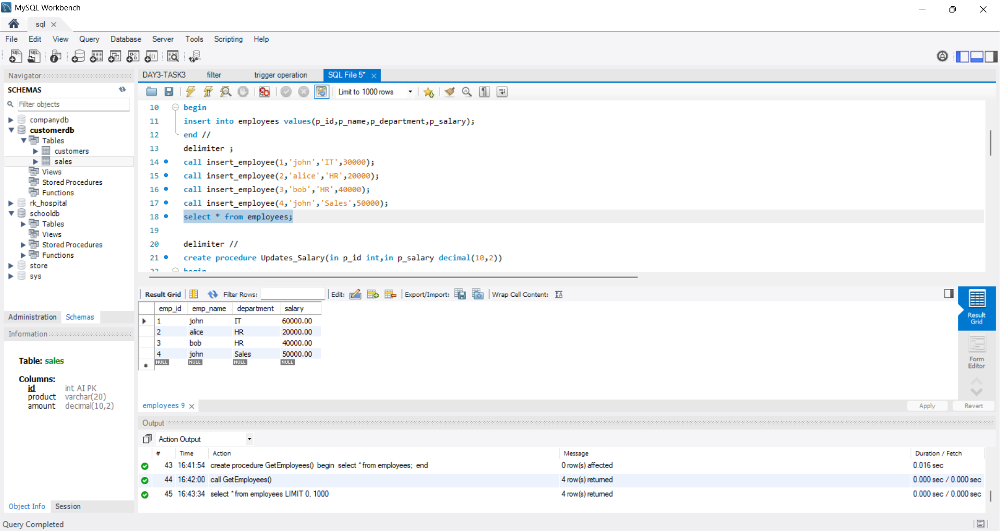 MySQL Workbench
sql
File Edit View Query Database Server Tools Scripting Help
Navigator
SCHEMAS
Filter objects
companydb
customerdb
Tables
customers
sales
Views
Stored Procedures
Functions
rk_hospital
schooldb
Tables
Views
Stored Procedures
Functions
store
sys
Administration Schemas
Information
Table: sales
Columns:
id int AI PK
product varchar(20)
amount decimal(10,2)
Object Info Session
DAY3-TASK3 filter trigger operation SQL File 5*
Limit to 1000 rows
10 begin
11 insert into employees values(p_id,p_name,p_department,p_salary);
12 end //
13 delimiter ;
14 call insert_employee(1,'john','IT',30000);
15 call insert_employee(2,'alice','HR',20000);
16 call insert_employee(3,'bob','HR',40000);
17 call insert_employee(4,'john','Sales',50000);
18 select * from employees;
19
20 delimiter //
21 create procedure Updates_Salary(in p_id int,in p_salary decimal(10,2))
22 begin
Result Grid Filter Rows: Edit: Export/Import: Wrap Cell Content:
emp_id emp_name department salary
1 john IT 60000.00
2 alice HR 20000.00
3 bob HR 40000.00
4 john Sales 50000.00
NULL NULL NULL NULL
Result
Grid
Form
Editor
employees 9
Apply Revert
Output
Action Output
# Time Action Message Duration / Fetch
43 16:41:54 create procedure GetEmployees() begin select * from employees; end 0 row(s) affected 0.016 sec
44 16:42:00 call GetEmployees() 4 row(s) returned 0.000 sec / 0.000 sec
45 16:43:34 select * from employees LIMIT 0, 1000 4 row(s) returned 0.000 sec / 0.000 sec
Query Completed